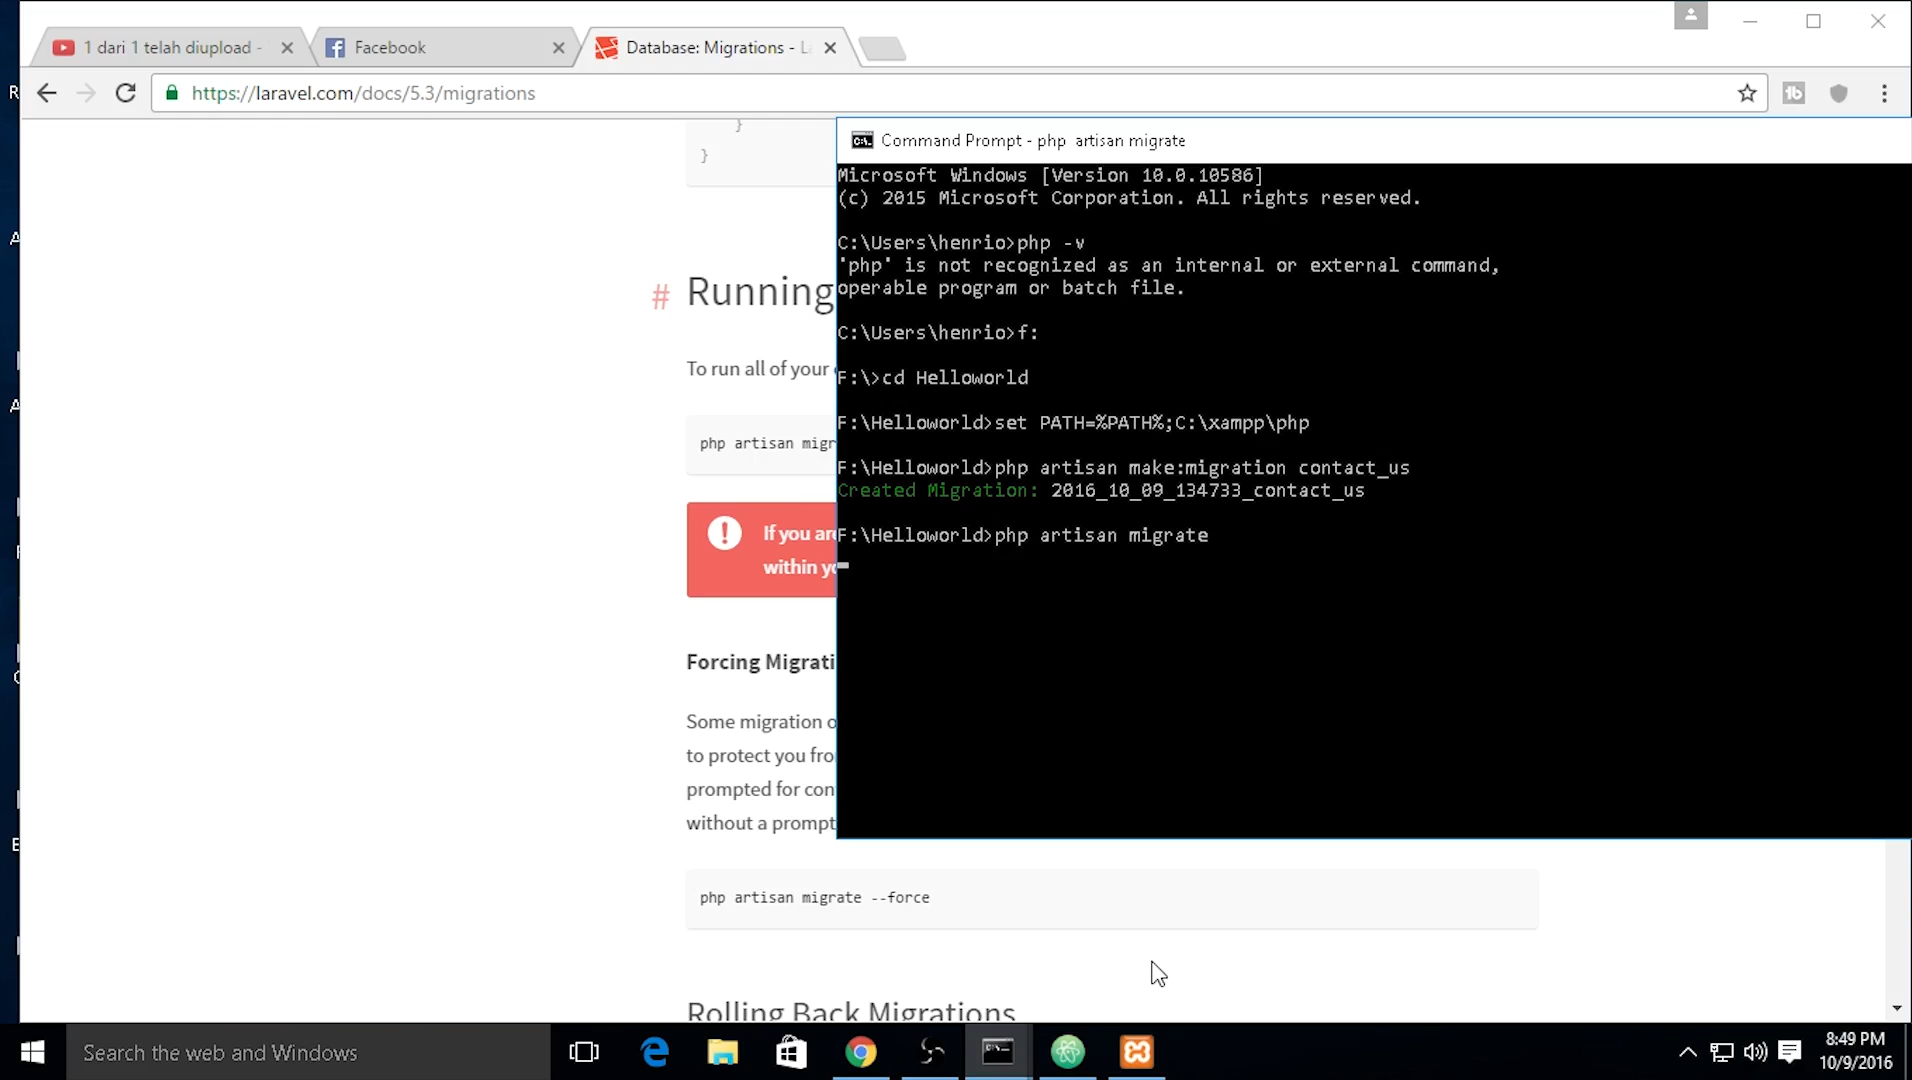 1 dari 1 telah diupload -
Facebook
Database: Migrations - La
https://laravel.com/docs/5.3/migrations
}
}
# Running
To run all of your
php artisan migr
If you are
within yo
Forcing Migrati
Some migration o
to protect you fro
prompted for con
without a prompt
php artisan migrate --force
Rolling Back Migrations
Command Prompt - php artisan migrate
Microsoft Windows [Version 10.0.10586]
(c) 2015 Microsoft Corporation. All rights reserved.
C:\Users\henrio>php -v
'php' is not recognized as an internal or external command,
operable program or batch file.
C:\Users\henrio>f:
F:\>cd Helloworld
F:\Helloworld>set PATH=%PATH%;C:\xampp\php
F:\Helloworld>php artisan make:migration contact_us
Created Migration: 2016_10_09_134733_contact_us
F:\Helloworld>php artisan migrate
Search the web and Windows
8:49 PM
10/9/2016